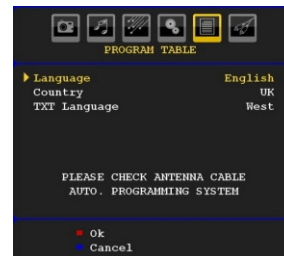 PROGRAM TABLE
Language English
Country UK
TXT Language West
PLEASE CHECK ANTENNA CABLE
AUTO. PROGRAMMING SYSTEM
Ok
Cancel